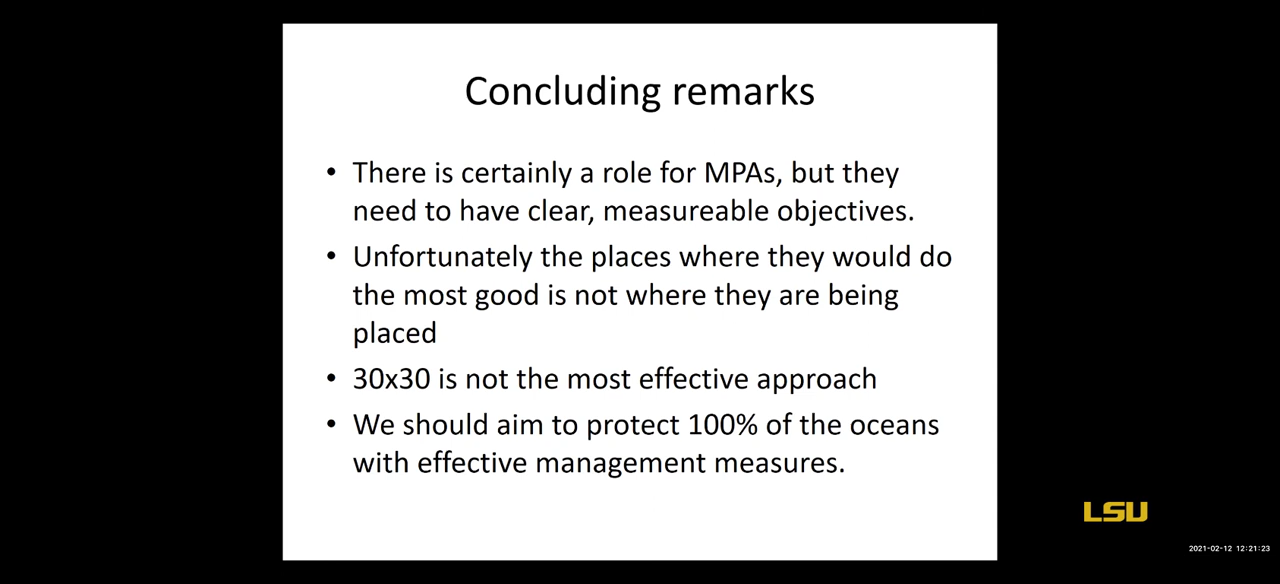 Concluding remarks
• There is certainly a role for MPAs, but they
need to have clear, measureable objectives.
• Unfortunately the places where they would do
the most good is not where they are being
placed
• 30x30 is not the most effective approach
• We should aim to protect 100% of the oceans
with effective management measures.
LSU
2021-02-12 12:21:23